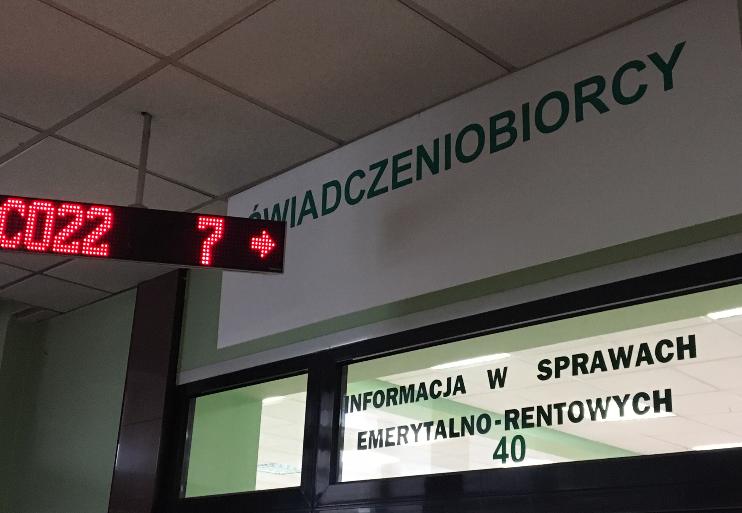 ŚWIADCZENIOBIORCY
C022 7 →
INFORMACJA W SPRAWACH
EMERYTALNO-RENTOWYCH
40